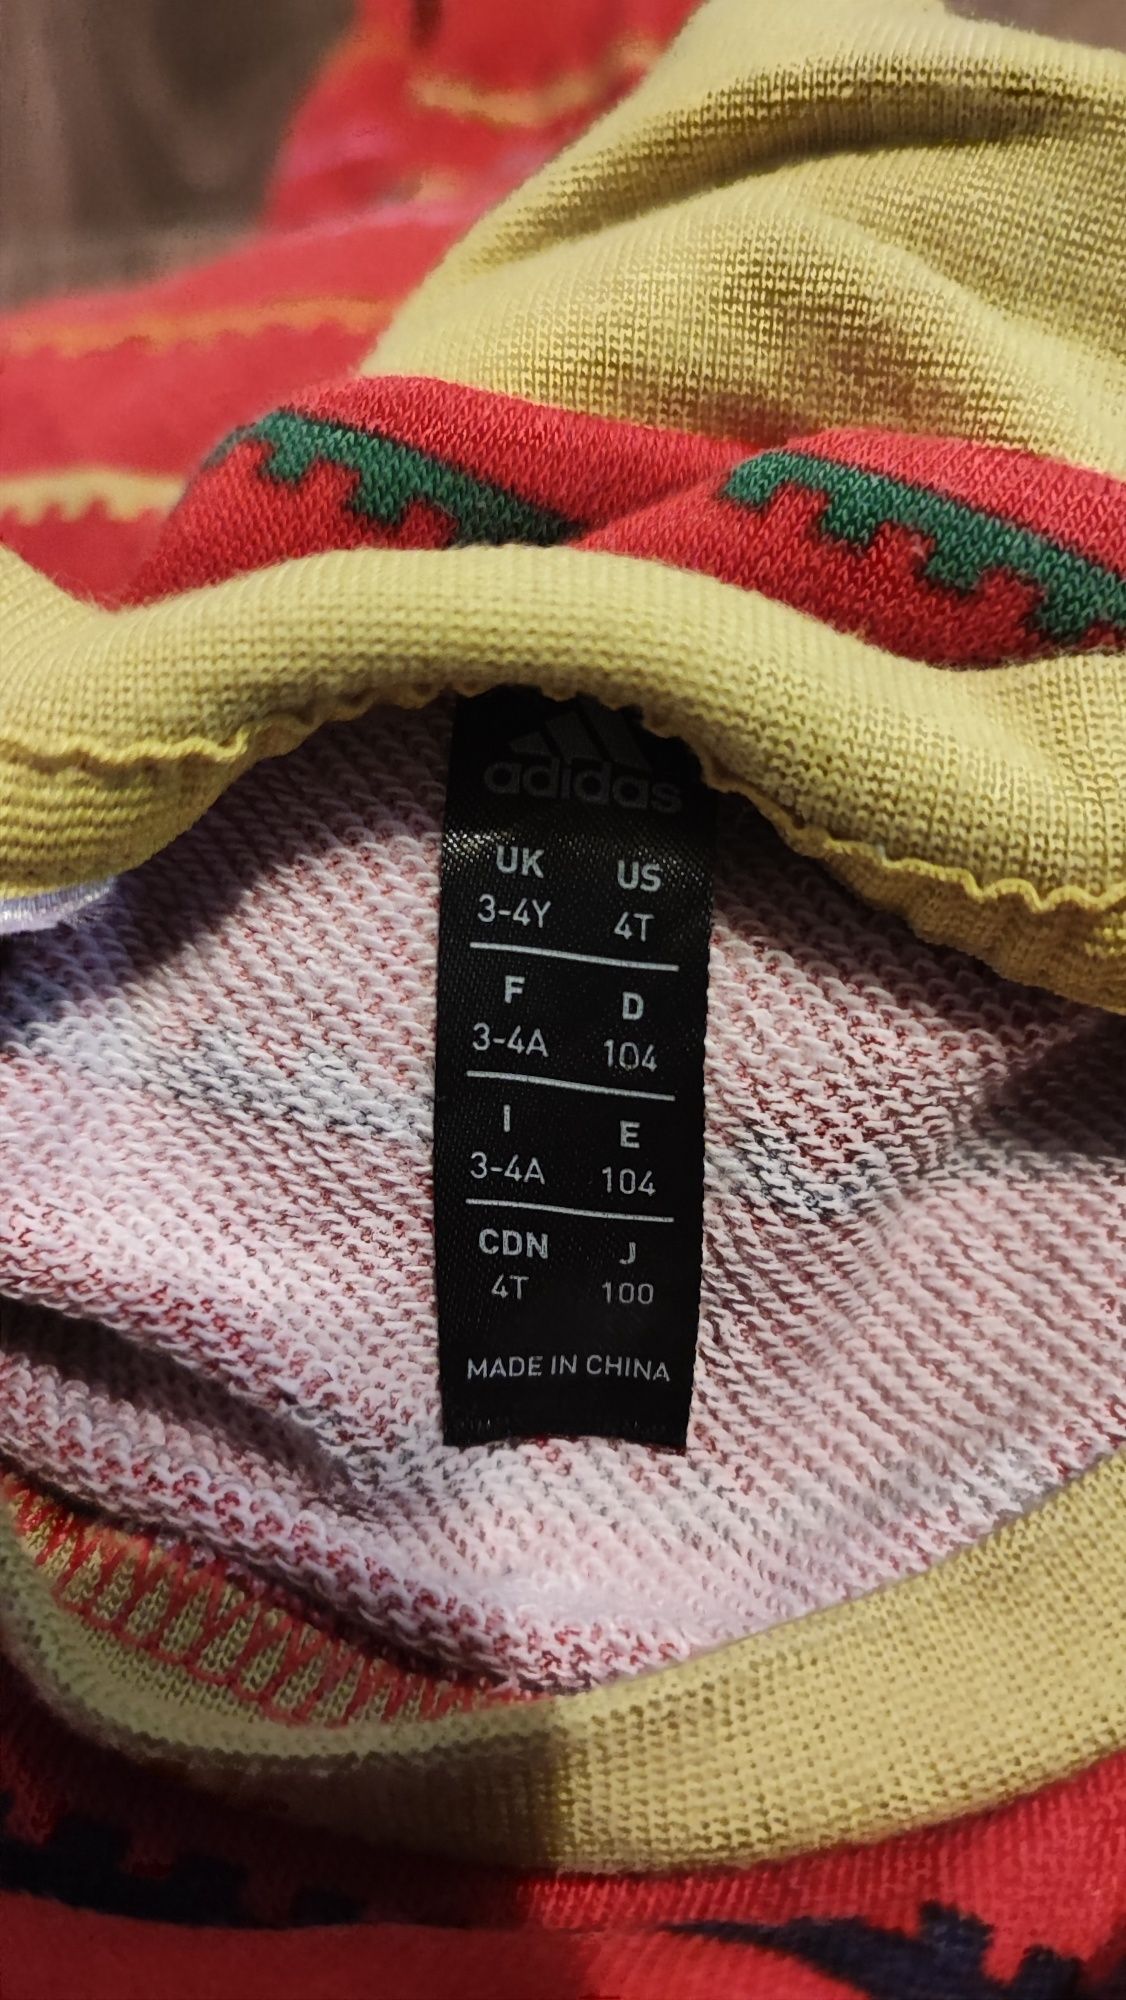 adidas
UK US
3-4Y 4T
F D
3-4A 104
I E
3-4A 104
CDN J
4T 100
MADE IN CHINA